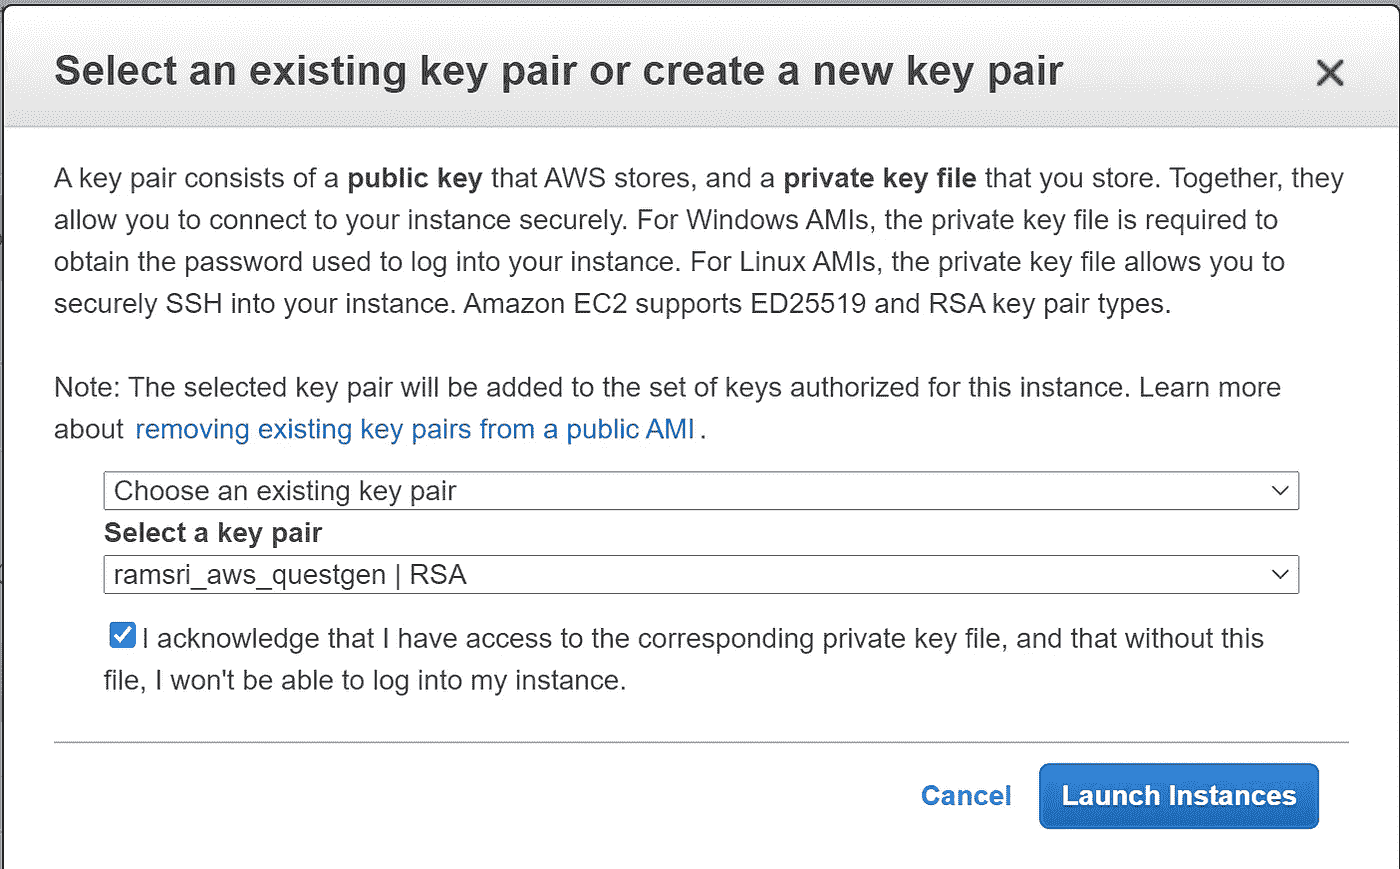 Select an existing key pair or create a new key pair
A key pair consists of a public key that AWS stores, and a private key file that you store. Together, they
allow you to connect to your instance securely. For Windows AMIs, the private key file is required to
obtain the password used to log into your instance. For Linux AMIs, the private key file allows you to
securely SSH into your instance. Amazon EC2 supports ED25519 and RSA key pair types.
Note: The selected key pair will be added to the set of keys authorized for this instance. Learn more
about removing existing key pairs from a public AMI .
Choose an existing key pair
Select a key pair
ramsri_aws_questgen | RSA
I acknowledge that I have access to the corresponding private key file, and that without this
file, I won't be able to log into my instance.
Cancel Launch Instances